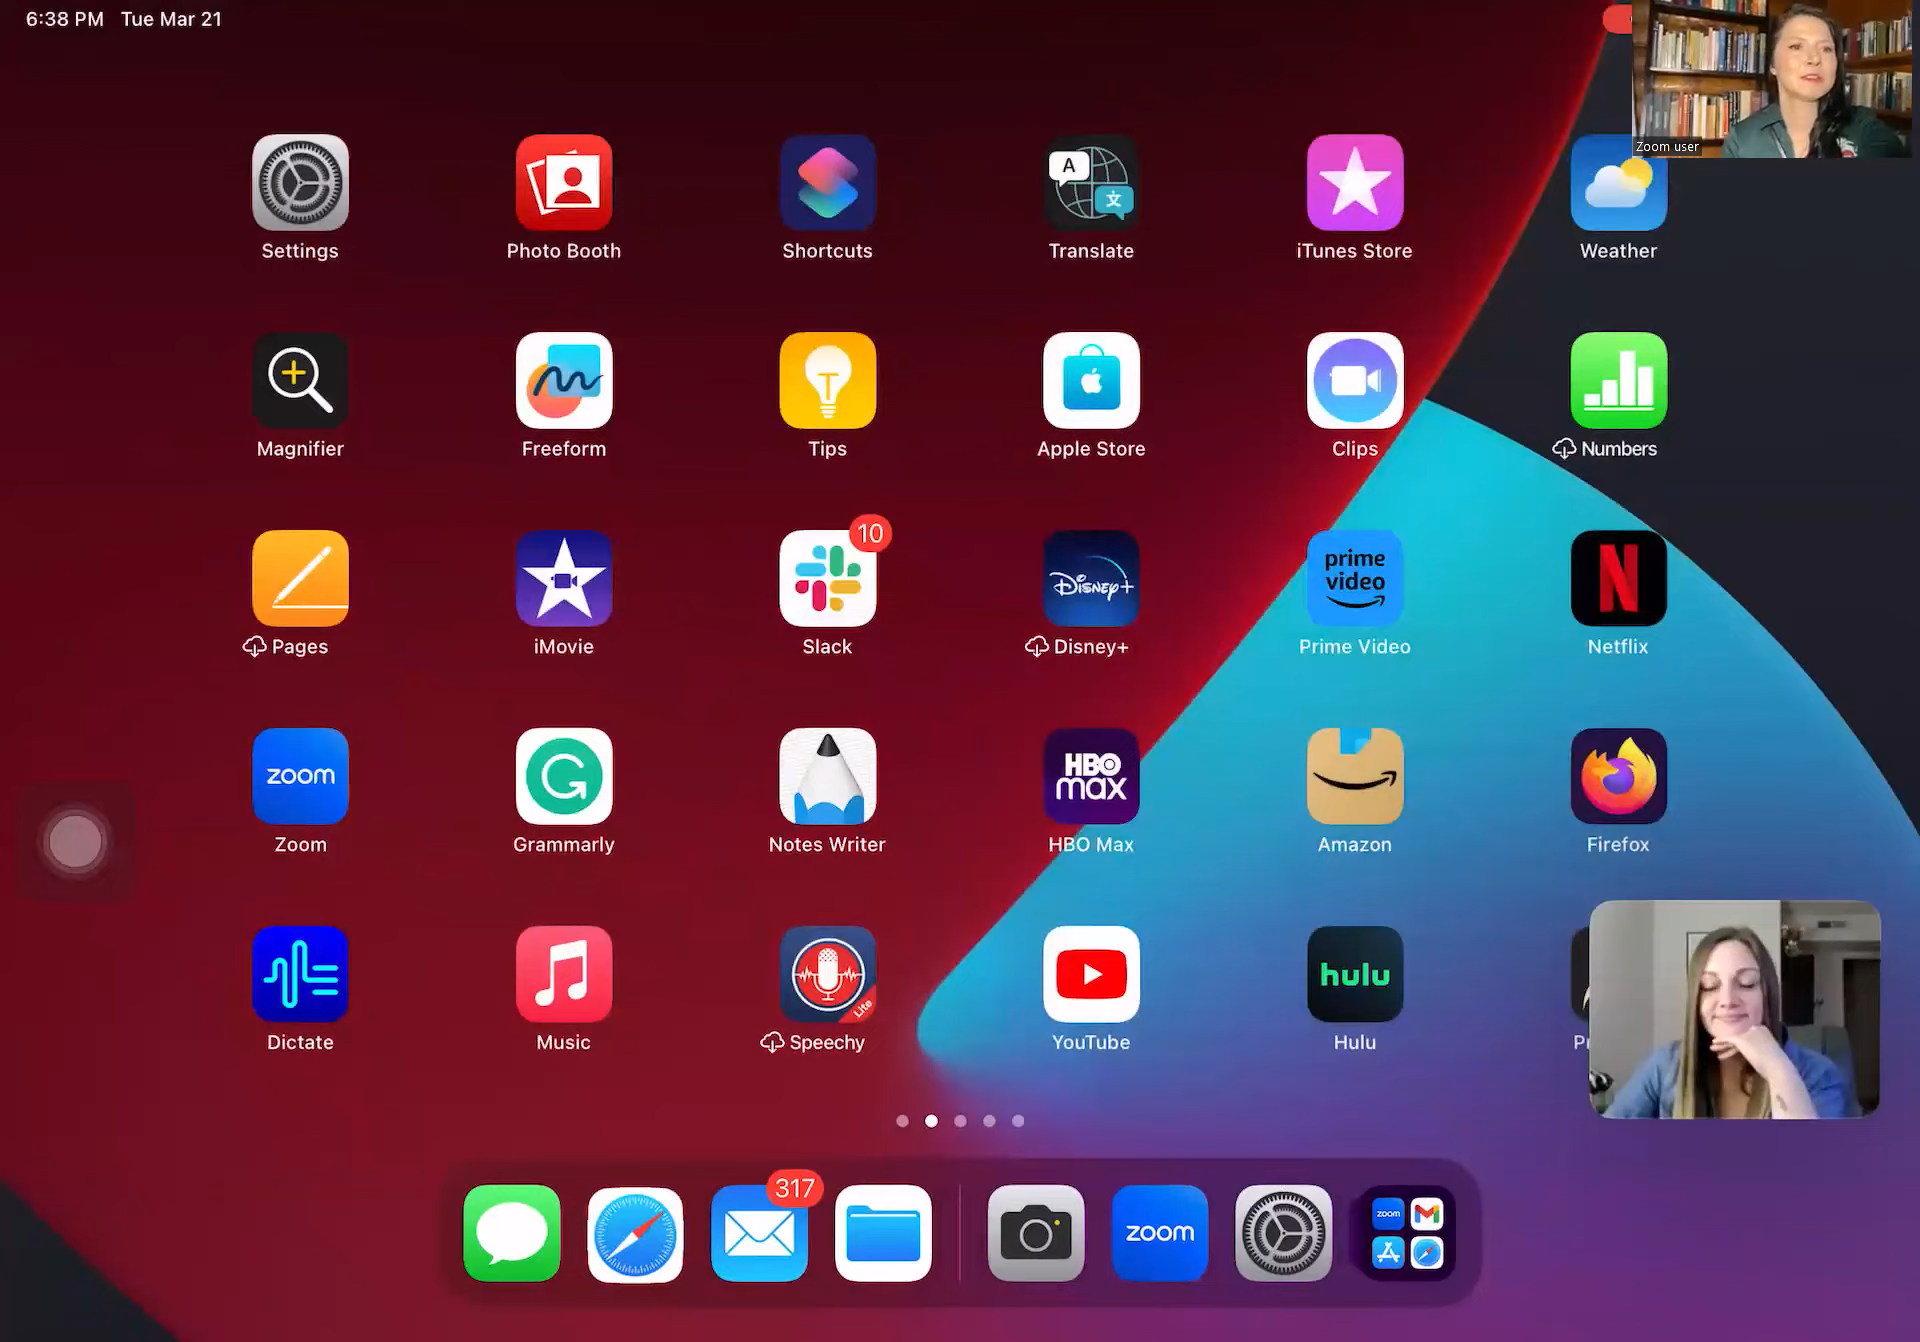 6:38 PM Tue Mar 21
Zoom user
Settings
Photo Booth
Shortcuts
A
文
Translate
iTunes Store
Weather
Magnifier
Freeform
T
Tips
Apple Store
Clips
Numbers
Pages
iMovie
10
Slack
Disney+
Disney+
prime
video
Prime Video
N
Netflix
zoom
Zoom
G
Grammarly
Notes Writer
HBO
max
HBO Max
Amazon
Firefox
Dictate
Music
Lite
Speechy
YouTube
hulu
Hulu
317
zoom
zoom
M